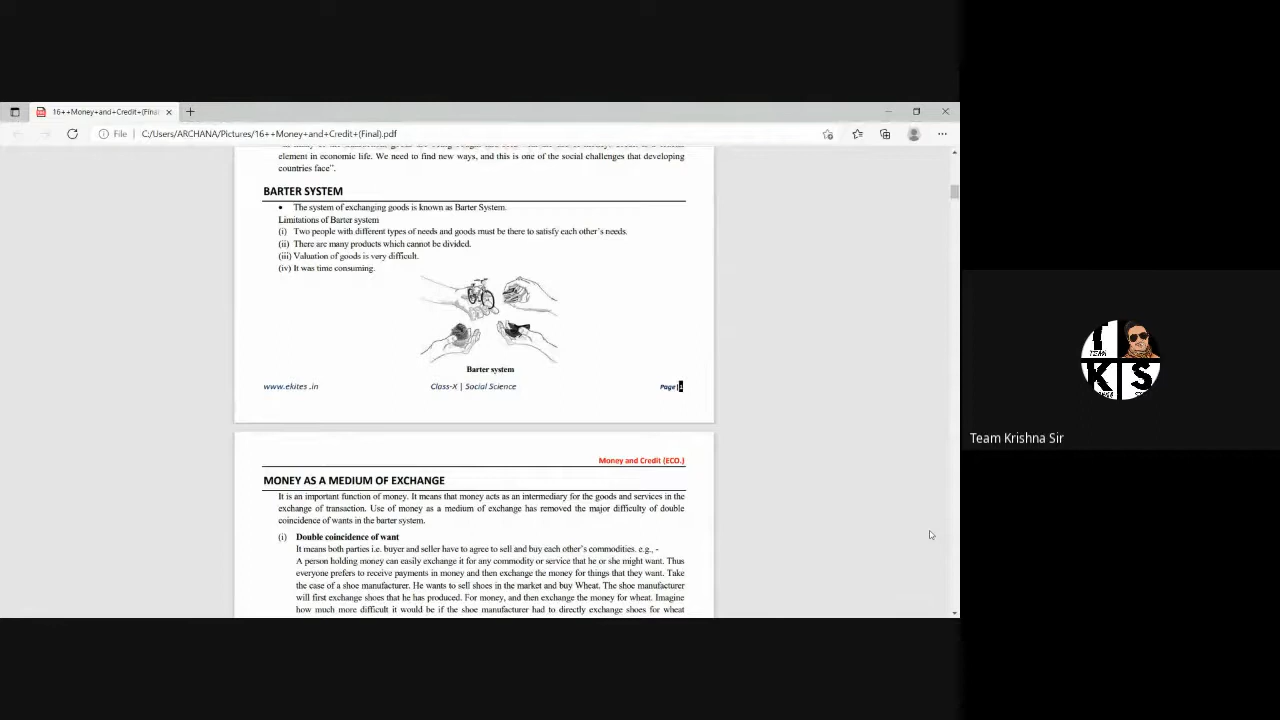 16++Money+and+Credit+(Fina
File
C:/Users/ARCHANA/Pictures/16++Money+and+Credit+(Final).pdf
element in economic life. We need to find new ways, and this is one of the social challenges that developing
countries face".
BARTER SYSTEM
• The system of exchanging goods is known as Barter System.
Limitations of Barter system
(i) Two people with different types of needs and goods must be there to satisfy each other's needs.
(ii) There are many products which cannot be divided.
(iii) Valuation of goods is very difficult.
(iv) It was time consuming.
Barter system
www.ekites .in
Class-X | Social Science
Page|
Money and Credit (ECO.)
MONEY AS A MEDIUM OF EXCHANGE
It is an important function of money. It means that money acts as an intermediary for the goods and services in the
exchange of transaction. Use of money as a medium of exchange has removed the major difficulty of double
coincidence of wants in the barter system.
(i) Double coincidence of want
It means both parties i.e. buyer and seller have to agree to sell and buy each other's commodities. e.g., -
A person holding money can easily exchange it for any commodity or service that he or she might want. Thus
everyone prefers to receive payments in money and then exchange the money for things that they want. Take
the case of a shoe manufacturer. He wants to sell shoes in the market and buy Wheat. The shoe manufacturer
will first exchange shoes that he has produced. For money, and then exchange the money for wheat. Imagine
how much more difficult it would be if the shoe manufacturer had to directly exchange shoes for wheat
TEAM
K S
Team Krishna Sir